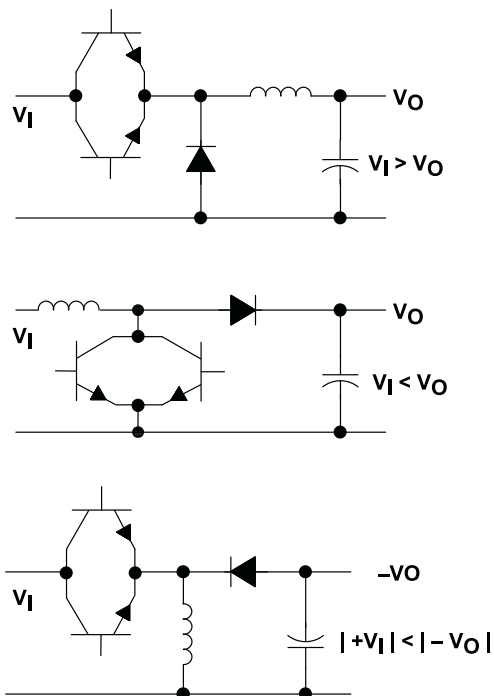 VI
VO
VI > VO
VI
VO
VI < VO
VI
–VO
| +VI | < | – VO |